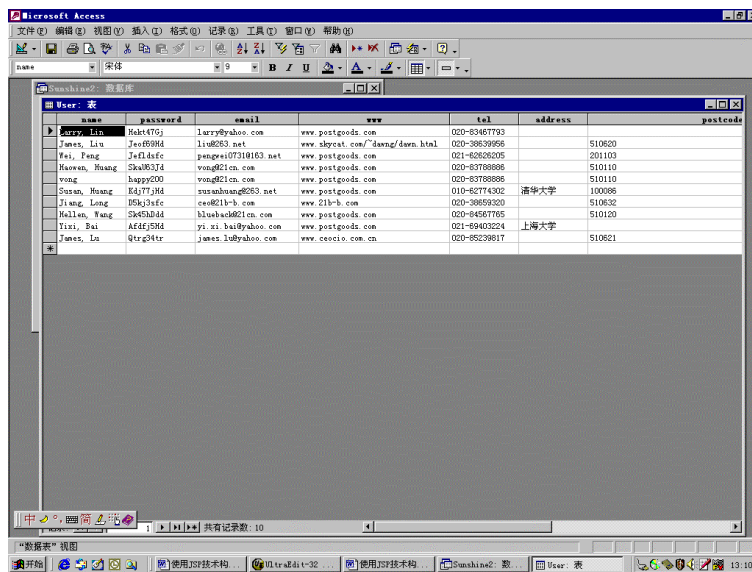 Microsoft Access
文件(F) 编辑(E) 视图(V) 插入(I) 格式(O) 记录(R) 工具(T) 窗口(W) 帮助(H)
name 宋体 9 B I U A
Sunshine2: 数据库
User: 表
name password email www tel address postcode
Larry, Lin Hekt47Gj larry@yahoo.com www.postgoods.com 020-83467793
James, Liu Jeof69Hd liu@263.net www.skycat.com/~dawng/dawn.html 020-38639956 510620
Wei, Peng Jefldsfc pengwei0731@163.net www.postgoods.com 021-62626205 201103
Haowen, Huang SkaU63Jd vong@21cn.com www.postgoods.com 020-83788886 510110
vong happy200 vong@21cn.com www.postgoods.com 020-83788886 510110
Susan, Huang Kdj77jHd susanhuang@263.net www.postgoods.com 010-62774302 清华大学 100086
Jiang, Long D5kj3sfc ceo@21b-b.com www.21b-b.com 020-38659320 510632
Hellen, Wang Sk45hDdd blueback@21cn.com www.postgoods.com 020-84567765 510120
Yixi, Bai Afdfj5Hd yi.xi.bai@yahoo.com www.postgoods.com 021-69403224 上海大学
James, Lu Qtrg34tr james.lu@yahoo.com www.ceocio.com.cn 020-85239817 510621
中 简
1 共有记录数: 10
“数据表”视图
开始 使用JSP技术构... UltraEdit-32 ... 使用JSP技术构... Sunshine2: 数... User: 表 13:10